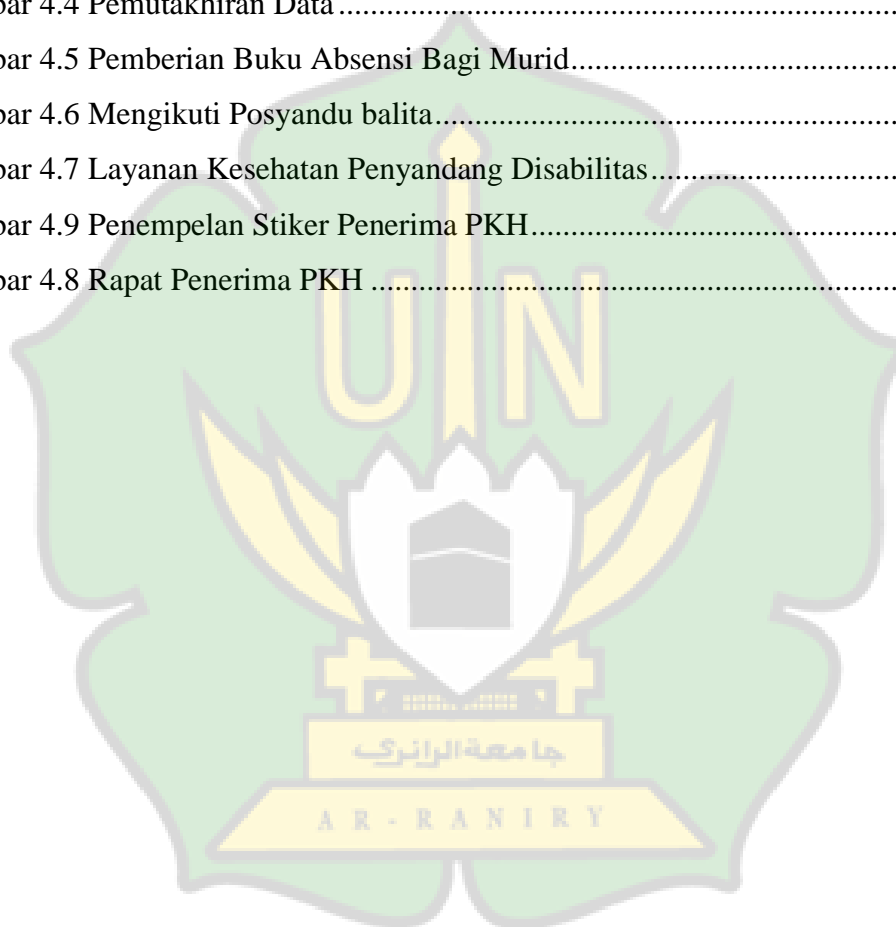 bar 4.4 Pemutakhiran Data
bar 4.5 Pemberian Buku Absensi Bagi Murid
bar 4.6 Mengikuti Posyandu balita
bar 4.7 Layanan Kesehatan Penyandang Disabilitas
bar 4.9 Penempelan Stiker Penerima PKH
bar 4.8 Rapat Penerima PKH
UIN
جامعة الرانري
AR-RANIRY